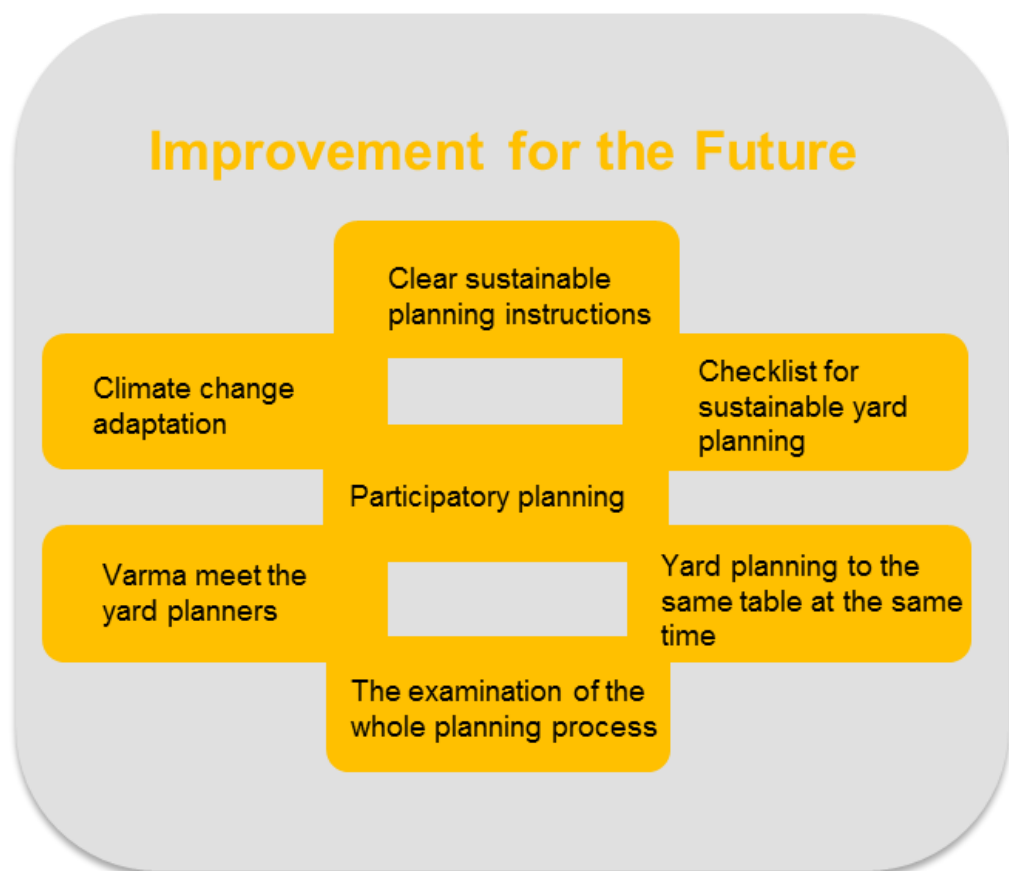 Improvement for the Future
Clear sustainable
planning instructions
Climate change
adaptation
Checklist for
sustainable yard
planning
Participatory planning
Varma meet the
yard planners
Yard planning to the
same table at the same
time
The examination of the
whole planning process